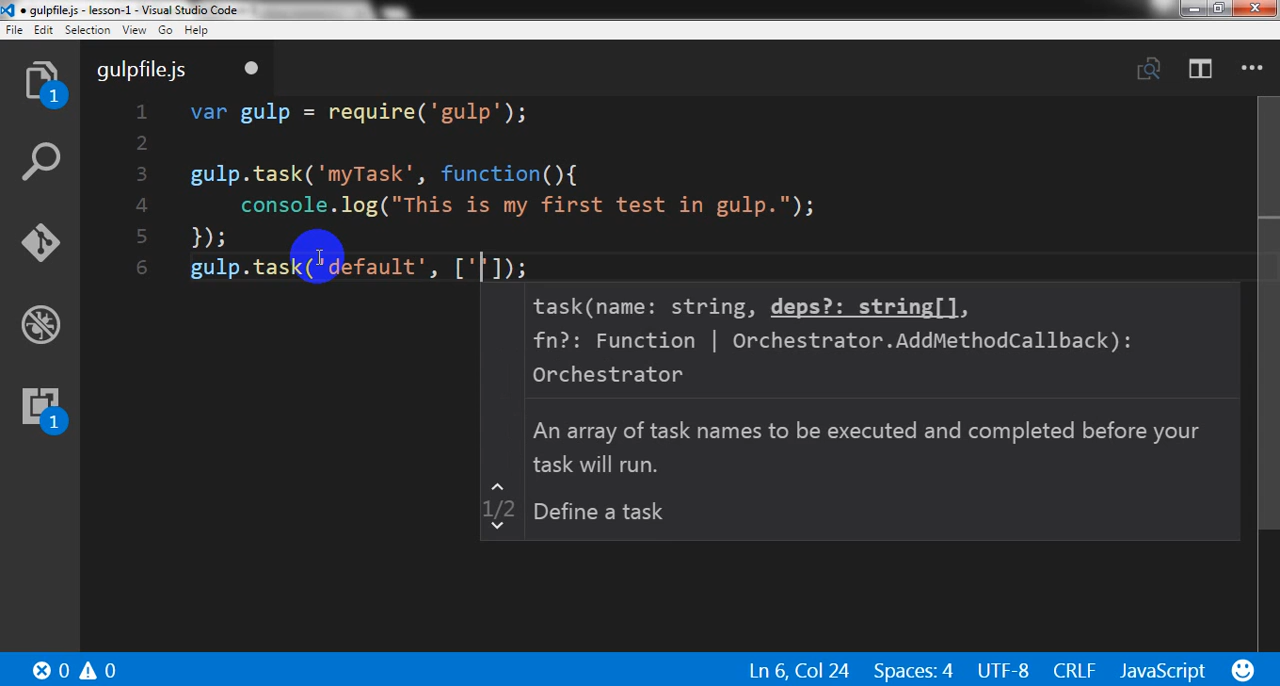 ● gulpfile.js - lesson-1 - Visual Studio Code
File Edit Selection View Go Help
gulpfile.js
1 var gulp = require('gulp');
2
3 gulp.task('myTask', function(){
4 console.log("This is my first test in gulp.");
5 });
6 gulp.task('default', ['']);
task(name: string, deps?: string[],
fn?: Function | Orchestrator.AddMethodCallback):
Orchestrator
An array of task names to be executed and completed before your
task will run.
1/2 Define a task
1
1
0 0 Ln 6, Col 24 Spaces: 4 UTF-8 CRLF JavaScript